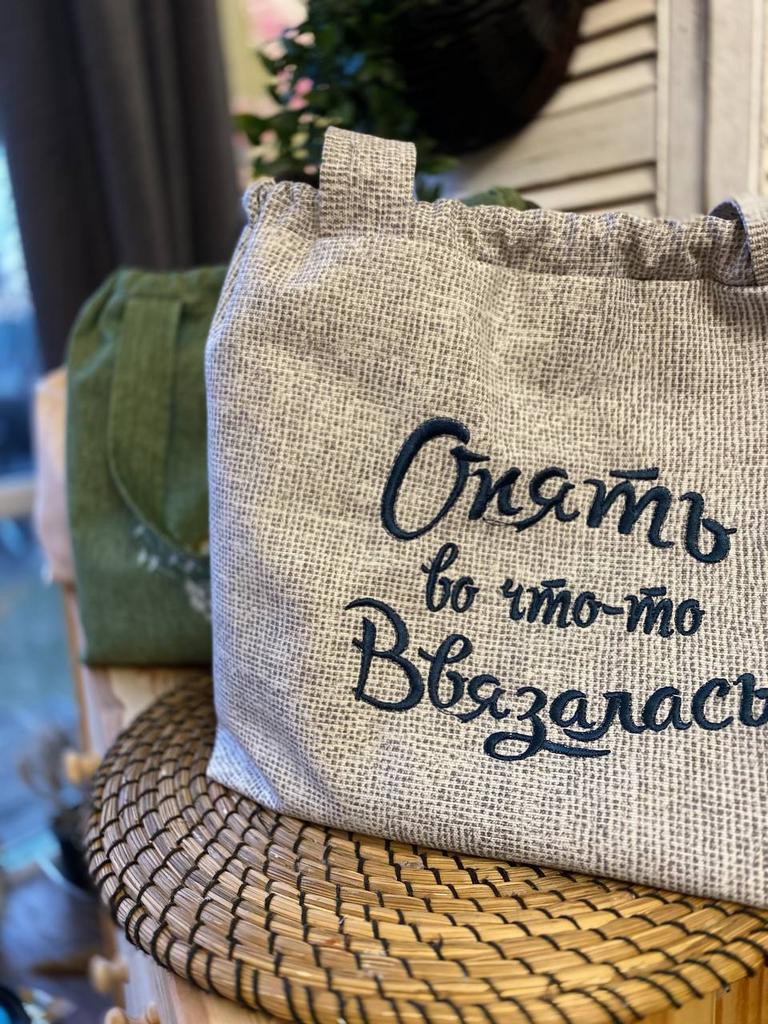 Опять
во что-то
Ввязалась